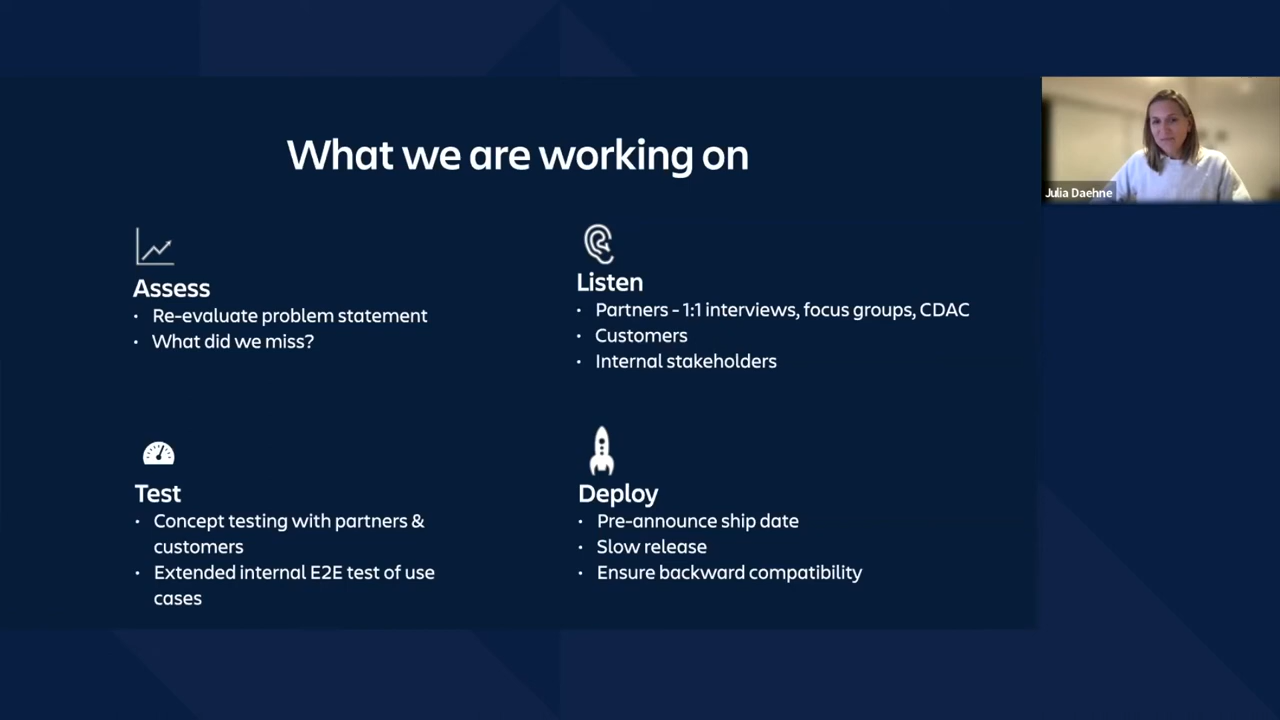 What we are working on
Julia Daehne
Assess
• Re-evaluate problem statement
• What did we miss?
Listen
• Partners - 1:1 interviews, focus groups, CDAC
• Customers
• Internal stakeholders
Test
• Concept testing with partners &
customers
• Extended internal E2E test of use
cases
Deploy
• Pre-announce ship date
• Slow release
• Ensure backward compatibility